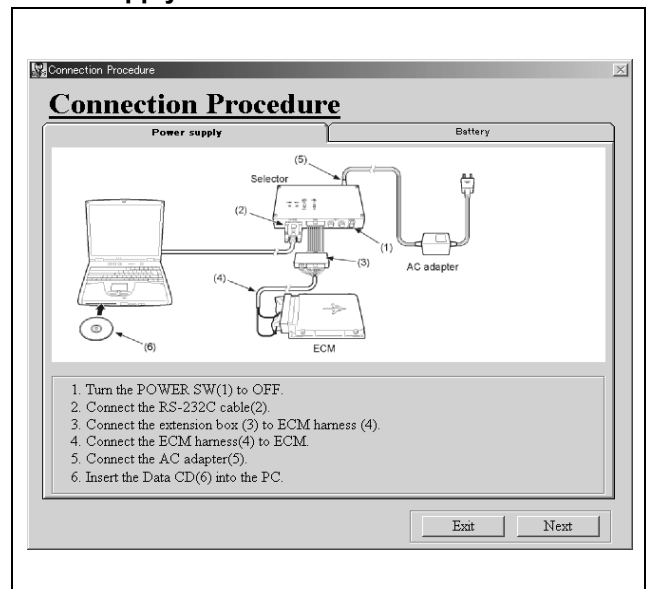 Connection Procedure
Connection Procedure
Power supply
Battery
(5)
Selector
(2)
(1)
(3)
AC adapter
(4)
(6)
ECM
1. Turn the POWER SW(1) to OFF.
2. Connect the RS-232C cable(2).
3. Connect the extension box (3) to ECM harness (4).
4. Connect the ECM harness(4) to ECM.
5. Connect the AC adapter(5).
6. Insert the Data CD(6) into the PC.
Exit
Next